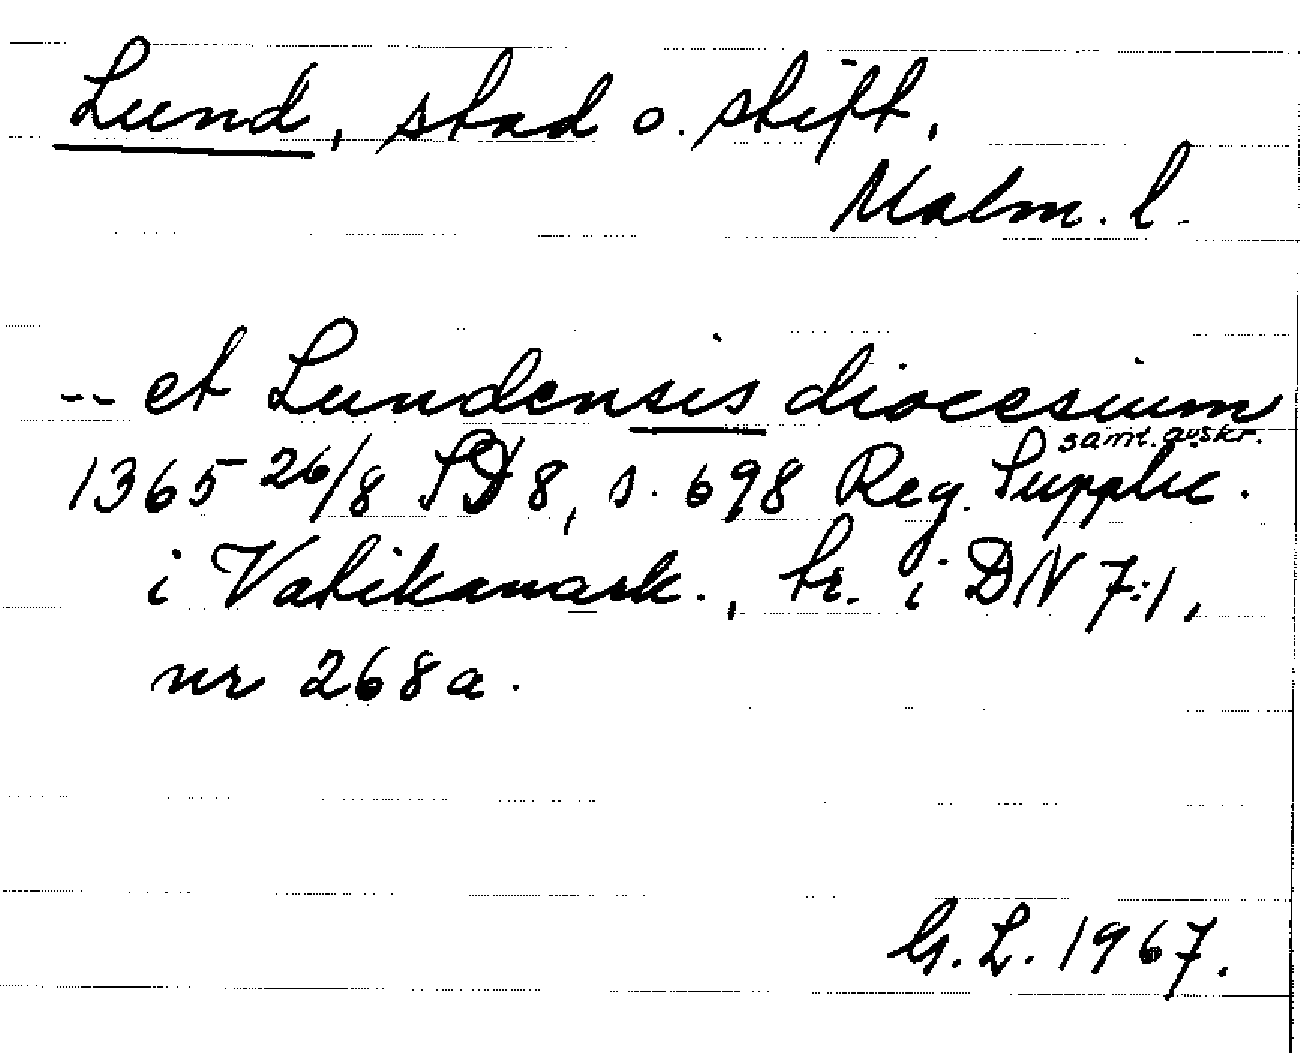 Lund, stad o. stift,
Malm. l.
-- et Lundensis diocesium
samt. avskr.
1365 26/8 SD 8, s. 698 Reg. Supplic.
i Vatikanark., tr. i DN 7:1,
nr 268a.
G.L. 1967.